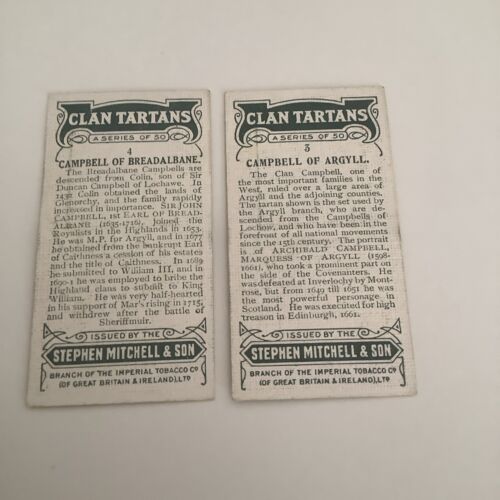 CLAN TARTANS
A SERIES OF 50
4
CAMPBELL OF BREADALBANE.
The Breadalbane Campbells are
descended from Colin, son of Sir
Duncan Campbell of Lochawe. In
1432 Colin obtained the lands of
Glenorchy, and the family rapidly
increased in importance. SIR JOHN
CAMPBELL, 1st EARL OF BREAD-
ALBANE (1635-1716), joined the
Royalists in the Highlands in 1653.
He was M.P. for Argyll, and in 1677
he obtained from the bankrupt Earl
of Caithness a cession of his estates
and the title of Caithness. In 1689
he submitted to William III, and in
1690-1 he was employed to bribe the
Highland clans to submit to King
William. He was very half-hearted
in his support of Mar's rising in 1715,
and withdrew after the battle of
Sheriffmuir.
ISSUED BY THE
STEPHEN MITCHELL & SON
BRANCH OF THE IMPERIAL TOBACCO CO
(OF GREAT BRITAIN & IRELAND), LTD
CLAN TARTANS
A SERIES OF 50
3
CAMPBELL OF ARGYLL.
The Clan Campbell, one of
the most important families in the
West, ruled over a large area of
Argyll and the adjoining counties.
The tartan shown is the set used by
the Argyll branch, who are de-
scended from the Campbells of
Lochow, and who have been in the
forefront of all national movements
since the 15th century. The portrait
is of ARCHIBALD CAMPBELL,
MARQUESS OF ARGYLL (1598-
1661), who took a prominent part on
the side of the Covenanters. He
was defeated at Inverlochy by Mont-
rose, but from 1640 till 1651 he was
the most powerful personage in
Scotland. He was executed for high
treason in Edinburgh, 1661.
ISSUED BY THE
STEPHEN MITCHELL & SON
BRANCH OF THE IMPERIAL TOBACCO CO
(OF GREAT BRITAIN & IRELAND), LTD